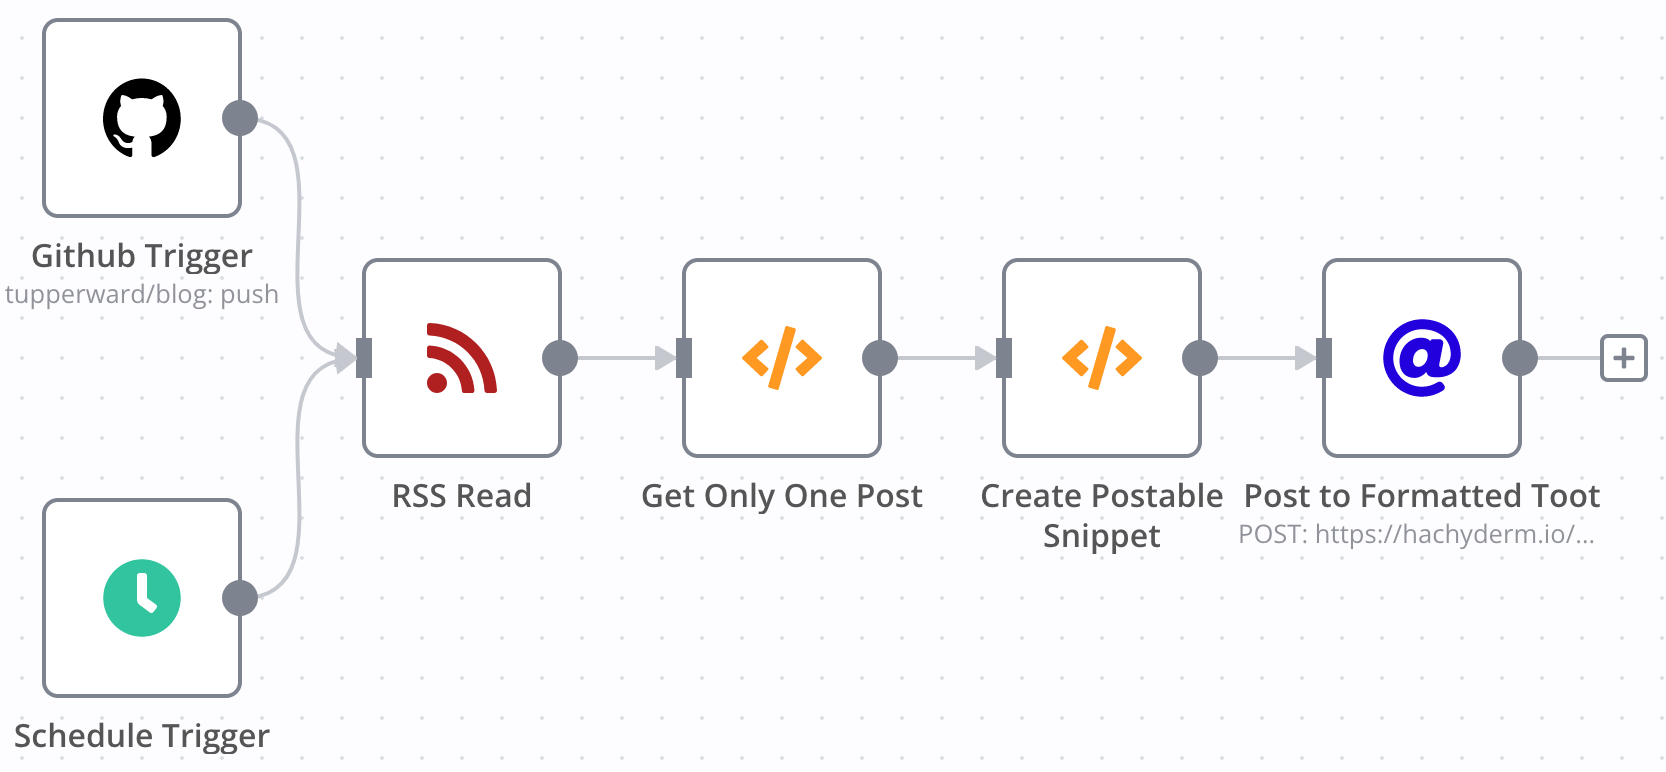 Github Trigger
tupperward/blog: push
RSS Read
Get Only One Post
Create Postable
Snippet
Post to Formatted Toot
POST: https://hachyderm.io/...
Schedule Trigger